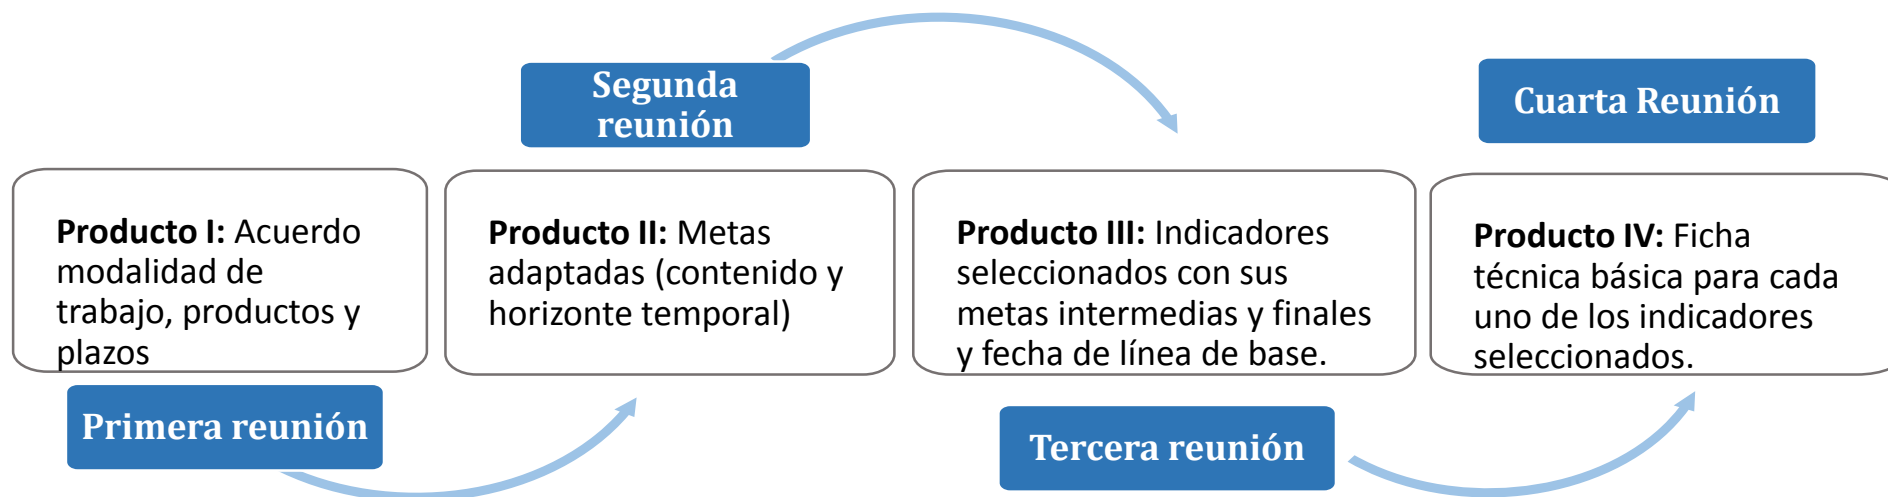 Primera reunión
Producto I: Acuerdo
modalidad de
trabajo, productos y
plazos
Segunda
reunión
Producto II: Metas
adaptadas (contenido y
horizonte temporal)
Tercera reunión
Producto III: Indicadores
seleccionados con sus
metas intermedias y finales
y fecha de línea de base.
Cuarta Reunión
Producto IV: Ficha
técnica básica para cada
uno de los indicadores
seleccionados.